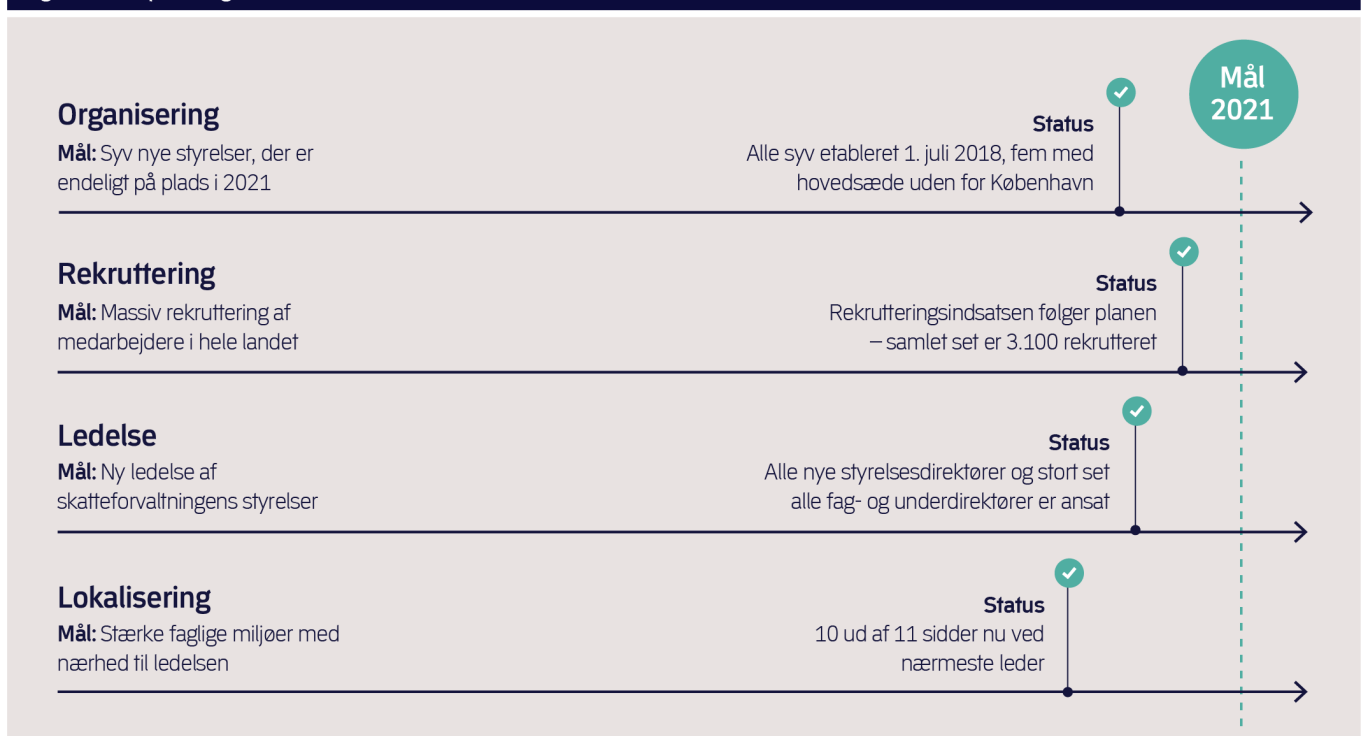 Organisering
Mål: Syv nye styrelser, der er
endeligt på plads i 2021
Status
Alle syv etableret 1. juli 2018, fem med
hovedsæde uden for København
Mål
2021
Rekruttering
Mål: Massiv rekruttering af
medarbejdere i hele landet
Status
Rekrutteringsindsatsen følger planen
– samlet set er 3.100 rekrutteret
Ledelse
Mål: Ny ledelse af
skatteforvaltningens styrelser
Status
Alle nye styrelsesdirektører og stort set
alle fag- og underdirektører er ansat
Lokalisering
Mål: Stærke faglige miljøer med
nærhed til ledelsen
Status
10 ud af 11 sidder nu ved
nærmeste leder